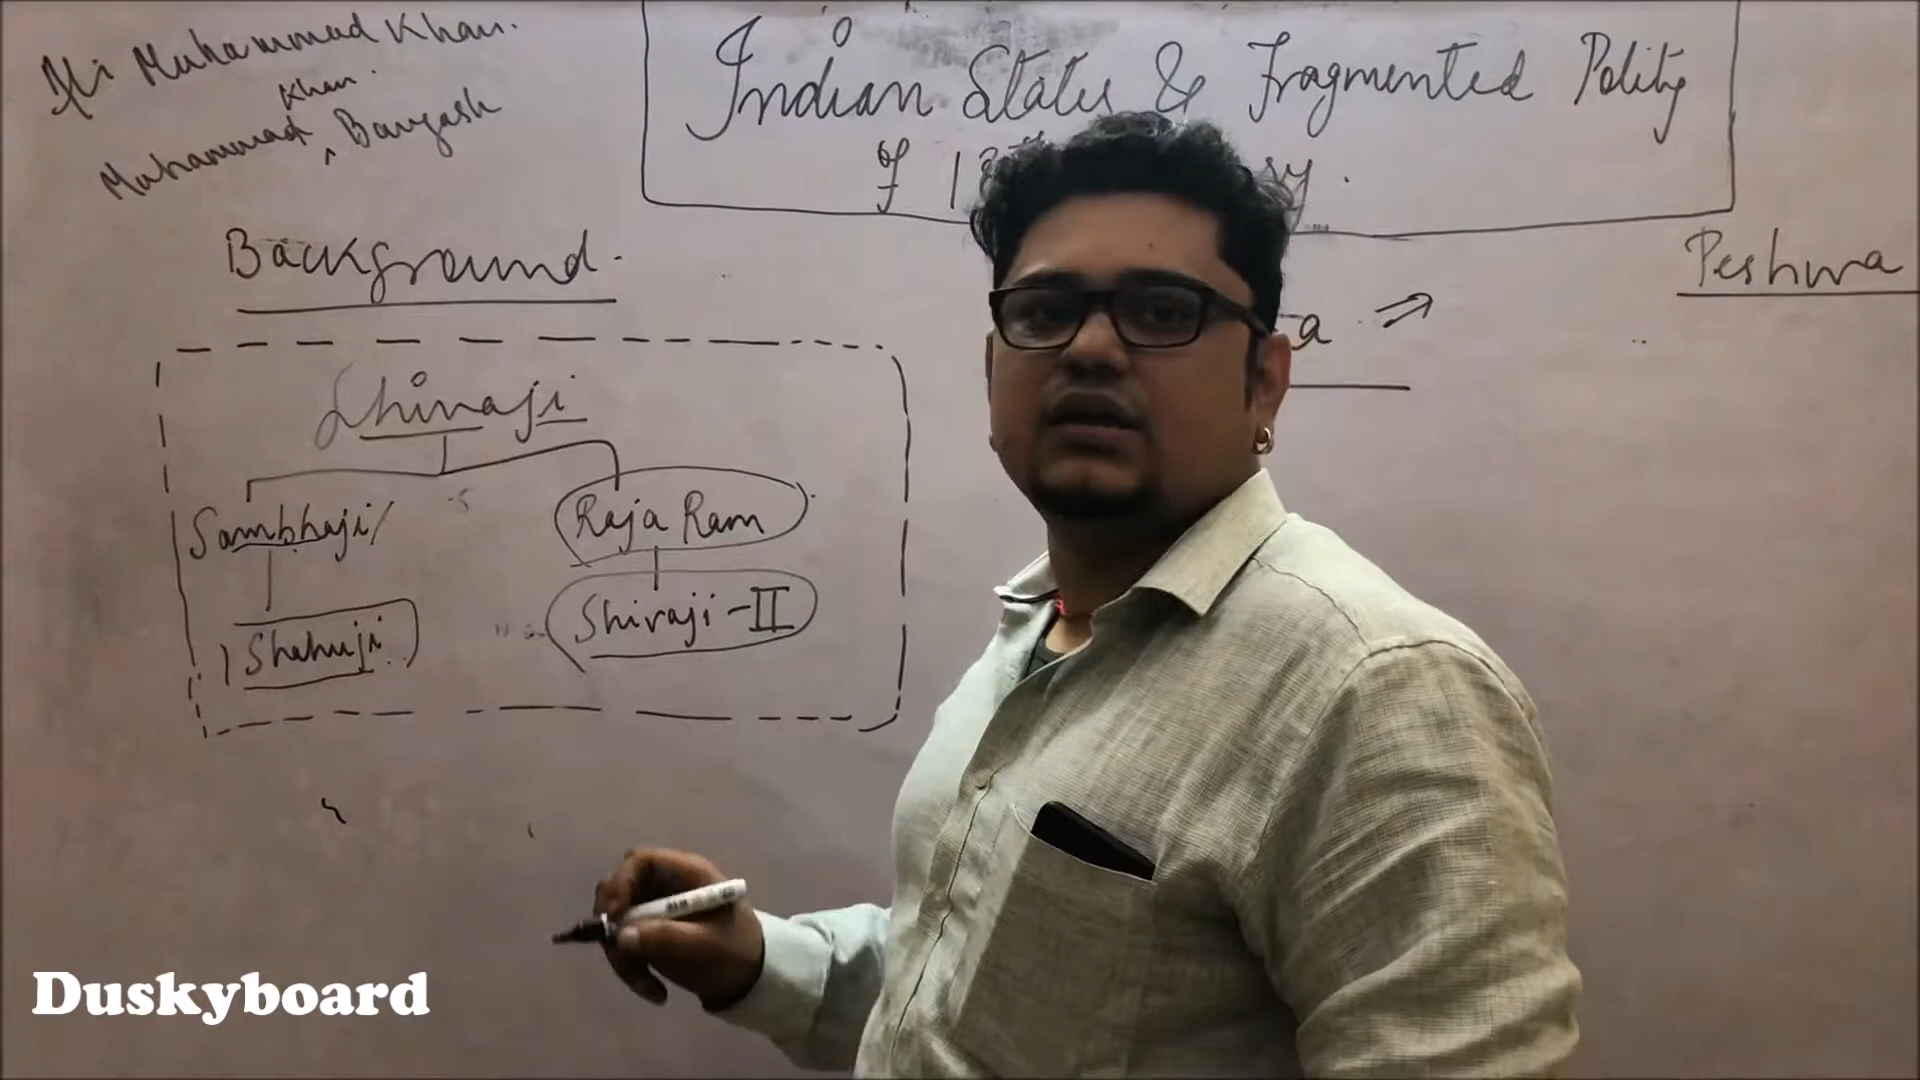 Ali Muhammad Khan.
Khan.
Muhammad ^ Bangash
Indian States & Fragmented Polity
of 18th
Peshwa
Background.
Shivaji
Sambhaji
Raja Ram
Shahuji
Shivaji-II
Duskyboard